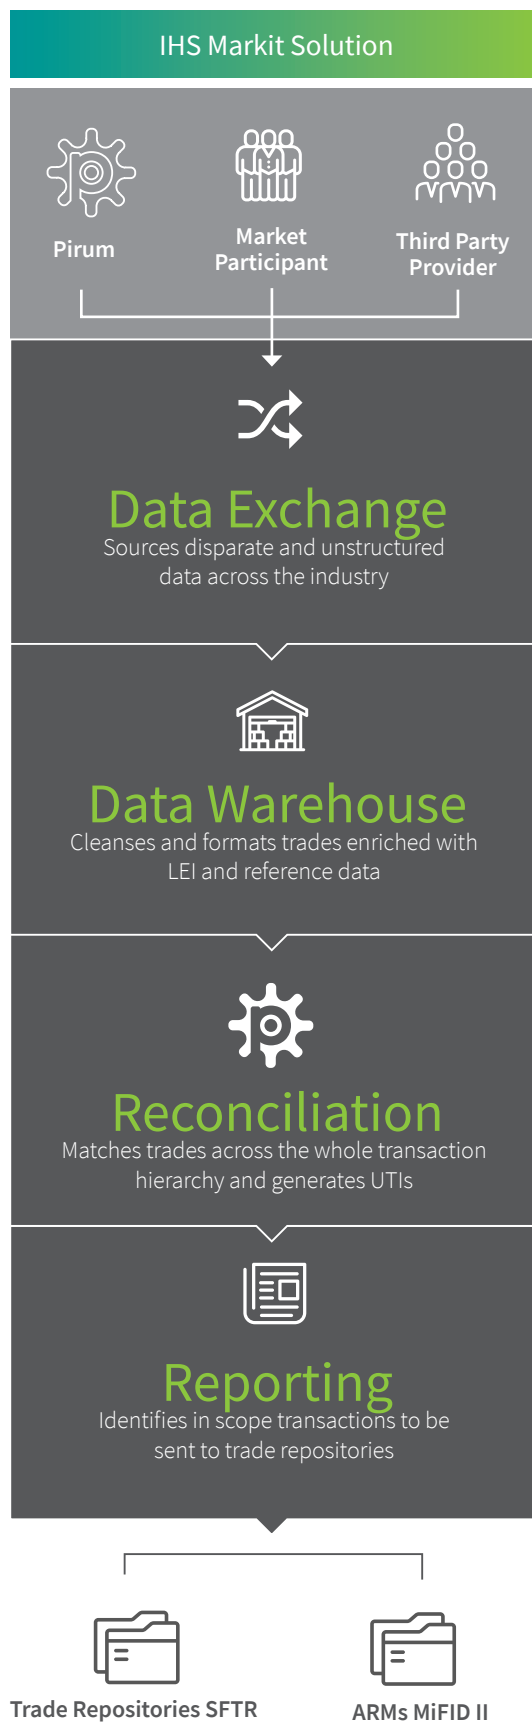 IHS Markit Solution
Pirum
Market
Participant
Third Party
Provider
Data Exchange
Sources disparate and unstructured
data across the industry
Data Warehouse
Cleanses and formats trades enriched with
LEI and reference data
Reconciliation
Matches trades across the whole transaction
hierarchy and generates UTIs
Reporting
Identifies in scope transactions to be
sent to trade repositories
Trade Repositories SFTR
ARMs MiFID II